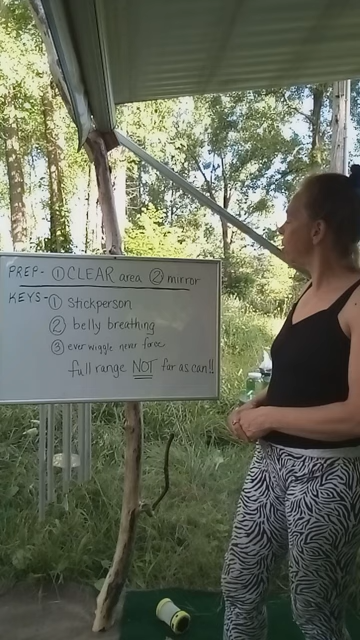 PREP - ① CLEAR area ② mirror
KEYS - ① Stickperson
② belly breathing
③ ever wiggle never force
full range NOT far as can!!